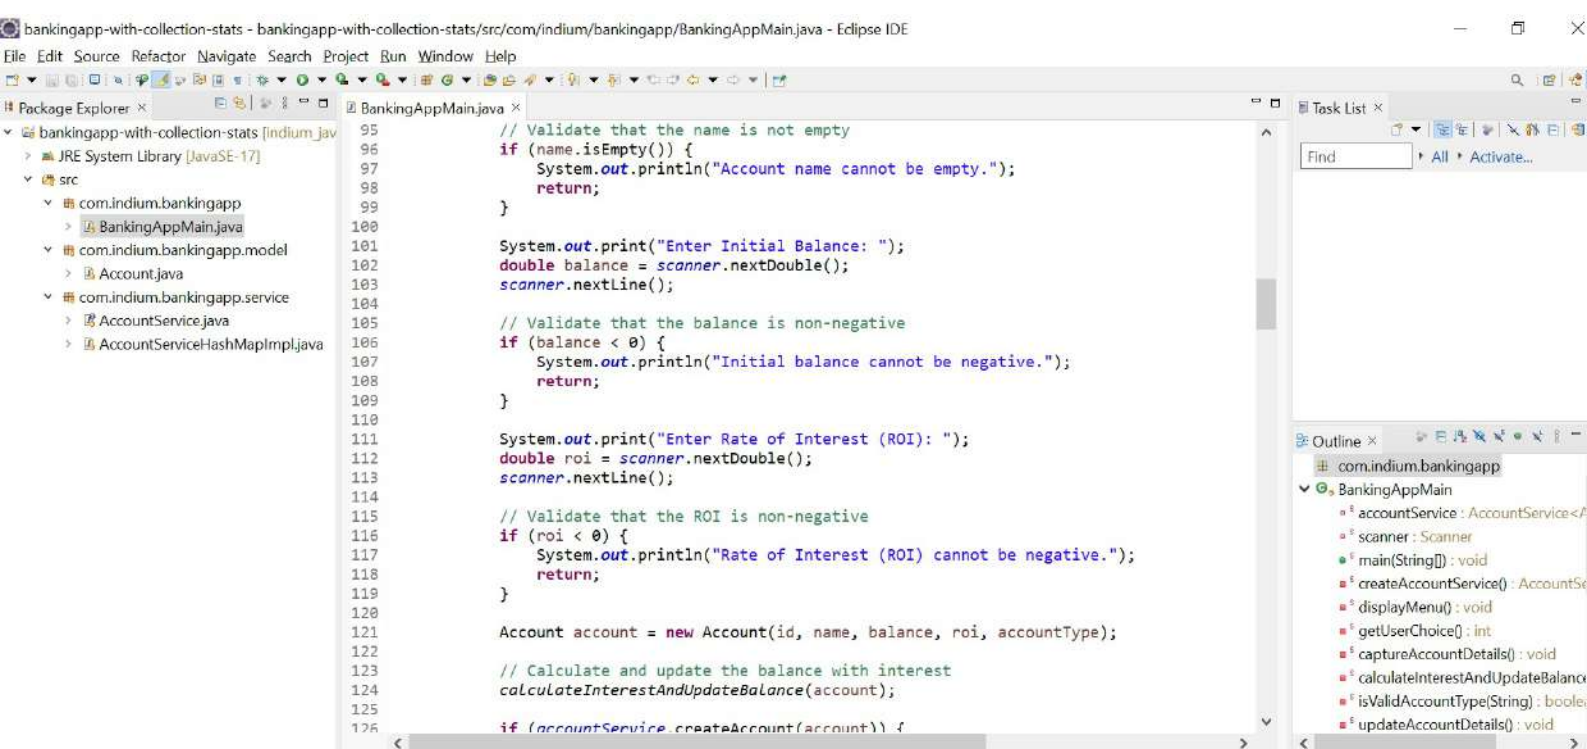 bankingapp-with-collection-stats - bankingapp-with-collection-stats/src/com/indium/bankingapp/BankingAppMain.java - Eclipse IDE
File Edit Source Refactor Navigate Search Project Run Window Help
Package Explorer ×
bankingapp-with-collection-stats [indium_jav
JRE System Library [JavaSE-17]
src
com.indium.bankingapp
BankingAppMain.java
com.indium.bankingapp.model
Account.java
com.indium.bankingapp.service
AccountService.java
AccountServiceHashMapImpl.java
BankingAppMain.java ×
95 // Validate that the name is not empty
96 if (name.isEmpty()) {
97 System.out.println("Account name cannot be empty.");
98 return;
99 }
100
101 System.out.print("Enter Initial Balance: ");
102 double balance = scanner.nextDouble();
103 scanner.nextLine();
104
105 // Validate that the balance is non-negative
106 if (balance < 0) {
107 System.out.println("Initial balance cannot be negative.");
108 return;
109 }
110
111 System.out.print("Enter Rate of Interest (ROI): ");
112 double roi = scanner.nextDouble();
113 scanner.nextLine();
114
115 // Validate that the ROI is non-negative
116 if (roi < 0) {
117 System.out.println("Rate of Interest (ROI) cannot be negative.");
118 return;
119 }
120
121 Account account = new Account(id, name, balance, roi, accountType);
122
123 // Calculate and update the balance with interest
124 calculateInterestAndUpdateBalance(account);
125
126 if (accountService.createAccount(account)) {
Task List ×
Find All Activate...
Outline ×
com.indium.bankingapp
BankingAppMain
accountService : AccountService<A
scanner : Scanner
main(String[]) : void
createAccountService() : AccountSe
displayMenu() : void
getUserChoice() : int
captureAccountDetails() : void
calculateInterestAndUpdateBalance
isValidAccountType(String) : boolea
updateAccountDetails() : void